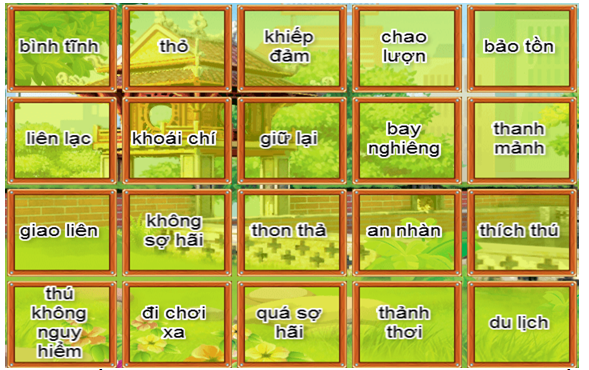 bình tĩnh
thỏ
khiếp
đảm
chao
lượn
bảo tồn
liên lạc
khoái chí
giữ lại
bay
nghiêng
thanh
mảnh
giao liên
không
sợ hãi
thon thả
an nhàn
thích thú
thú
không
nguy
hiểm
đi chơi
xa
quá sợ
hãi
thảnh
thơi
du lịch